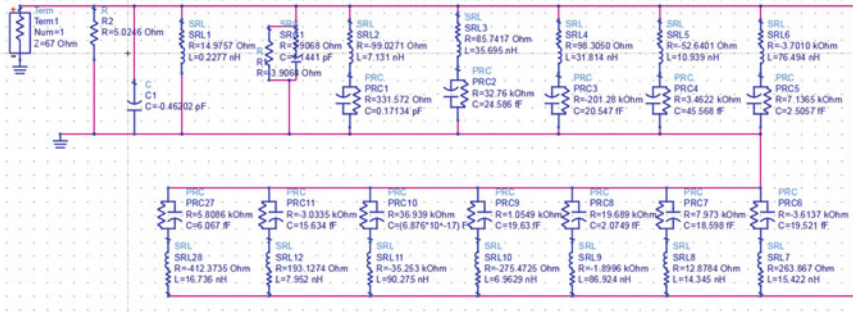 Term
Term1
Num=1
Z=67 Ohm
R
R2
R=5.0246 Ohm
C
C1
C=-0.46202 pF
SRL
SRL1
R=14.9757 Ohm
L=0.2277 nH
R=-3.9068 Ohm
SRL
SRL2
R=-99.0271 Ohm
L=7.131 nH
PRC
PRC1
R=331.572 Ohm
C=0.17134 pF
SRL
SRL3
R=85.7417 Ohm
L=35.695 nH
PRC
PRC2
R=32.76 kOhm
C=24.586 fF
SRL
SRL4
R=98.3050 Ohm
L=31.814 nH
PRC
PRC3
R=-201.28 kOhm
C=20.547 fF
SRL
SRL5
R=-52.6401 Ohm
L=10.939 nH
PRC
PRC4
R=3.4622 kOhm
C=45.568 fF
SRL
SRL6
R=-3.7010 kOhm
L=76.494 nH
PRC
PRC5
R=7.1365 kOhm
C=2.5057 fF
PRC
PRC27
R=5.8086 kOhm
C=6.067 fF
SRL
SRL28
R=-412.3735 Ohm
L=16.736 nH
PRC
PRC11
R=-3.0335 kOhm
C=15.634 fF
SRL
SRL12
R=193.1274 Ohm
L=7.952 nH
PRC
PRC10
R=36.939 kOhm
C=(6.876*10^-17) F
SRL
SRL11
R=-35.253 kOhm
L=90.275 nH
PRC
PRC9
R=1.0549 kOhm
C=19.63 fF
SRL
SRL10
R=-275.4725 Ohm
L=6.9629 nH
PRC
PRC8
R=19.689 kOhm
C=2.0749 fF
SRL
SRL9
R=-1.8996 kOhm
L=86.924 nH
PRC
PRC7
R=7.973 kOhm
C=18.598 fF
SRL
SRL8
R=12.8784 Ohm
L=14.345 nH
PRC
PRC6
R=-3.6137 kOhm
C=19.521 fF
SRL
SRL7
R=263.867 Ohm
L=15.422 nH